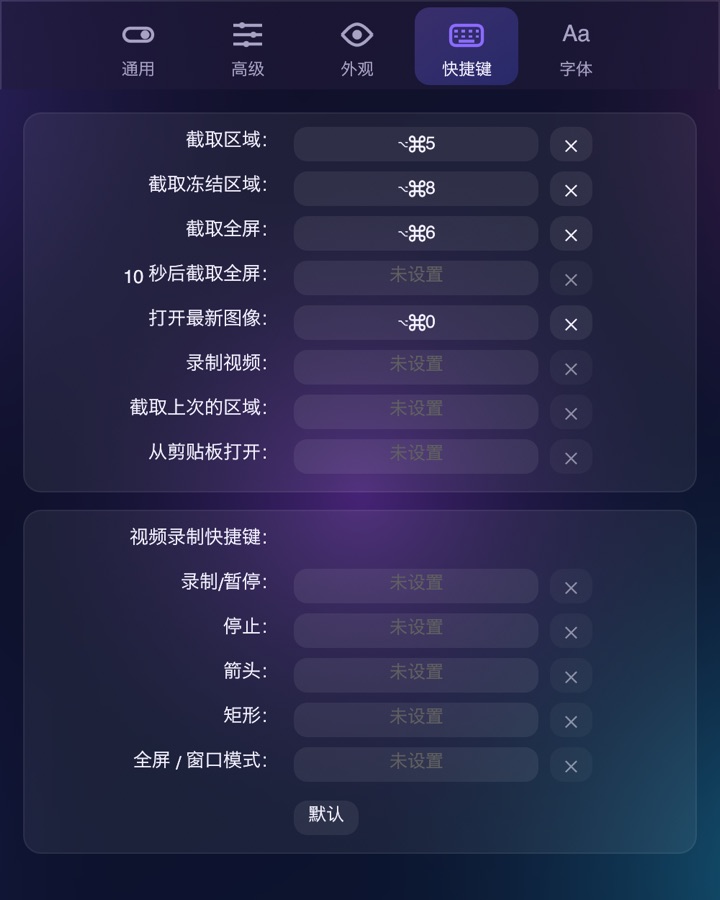 通用
高级
外观
快捷键
Aa
字体
截取区域： ⌥⌘5
截取冻结区域： ⌥⌘8
截取全屏： ⌥⌘6
10 秒后截取全屏： 未设置
打开最新图像： ⌥⌘0
录制视频： 未设置
截取上次的区域： 未设置
从剪贴板打开： 未设置
视频录制快捷键：
录制/暂停： 未设置
停止： 未设置
箭头： 未设置
矩形： 未设置
全屏 / 窗口模式： 未设置
默认